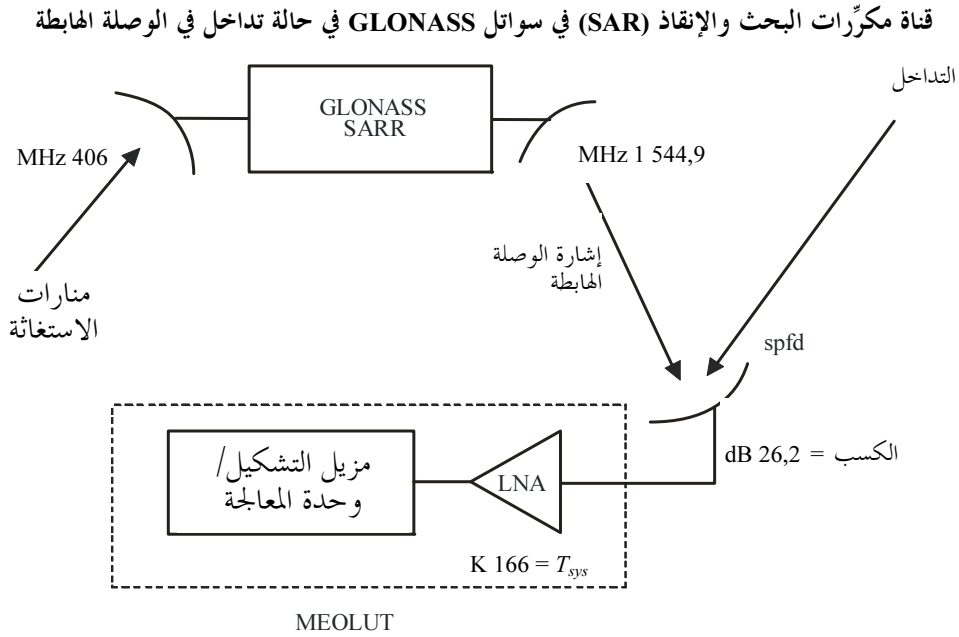 قناة مكرِّرات البحث والإنقاذ (SAR) في سواتل GLONASS في حالة تداخل في الوصلة الهابطة
التداخل
GLONASS
SARR
MHz 406
MHz 1 544,9
إشارة الوصلة
الهابطة
منارات
الاستغاثة
spfd
الكسب = dB 26,2
مزيل التشكيل/
وحدة المعالجة
LNA
K 166 = Tsys
MEOLUT